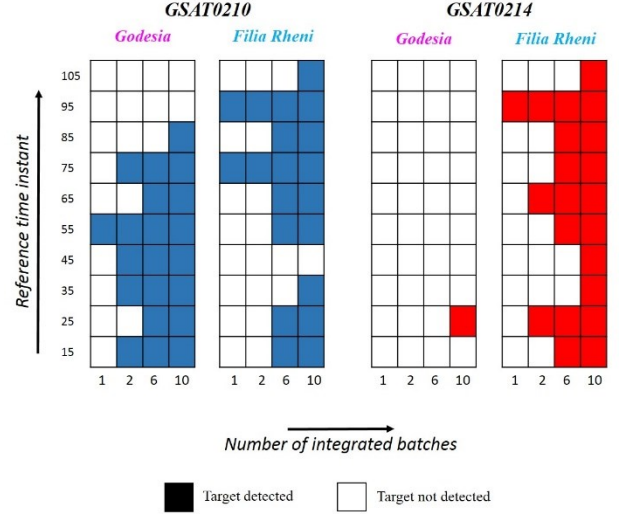 GSAT0210 GSAT0214
Godesia Filia Rheni Godesia Filia Rheni
Reference time instant
105
95
85
75
65
55
45
35
25
15
1 2 6 10 1 2 6 10 1 2 6 10 1 2 6 10
Number of integrated batches
Target detected Target not detected